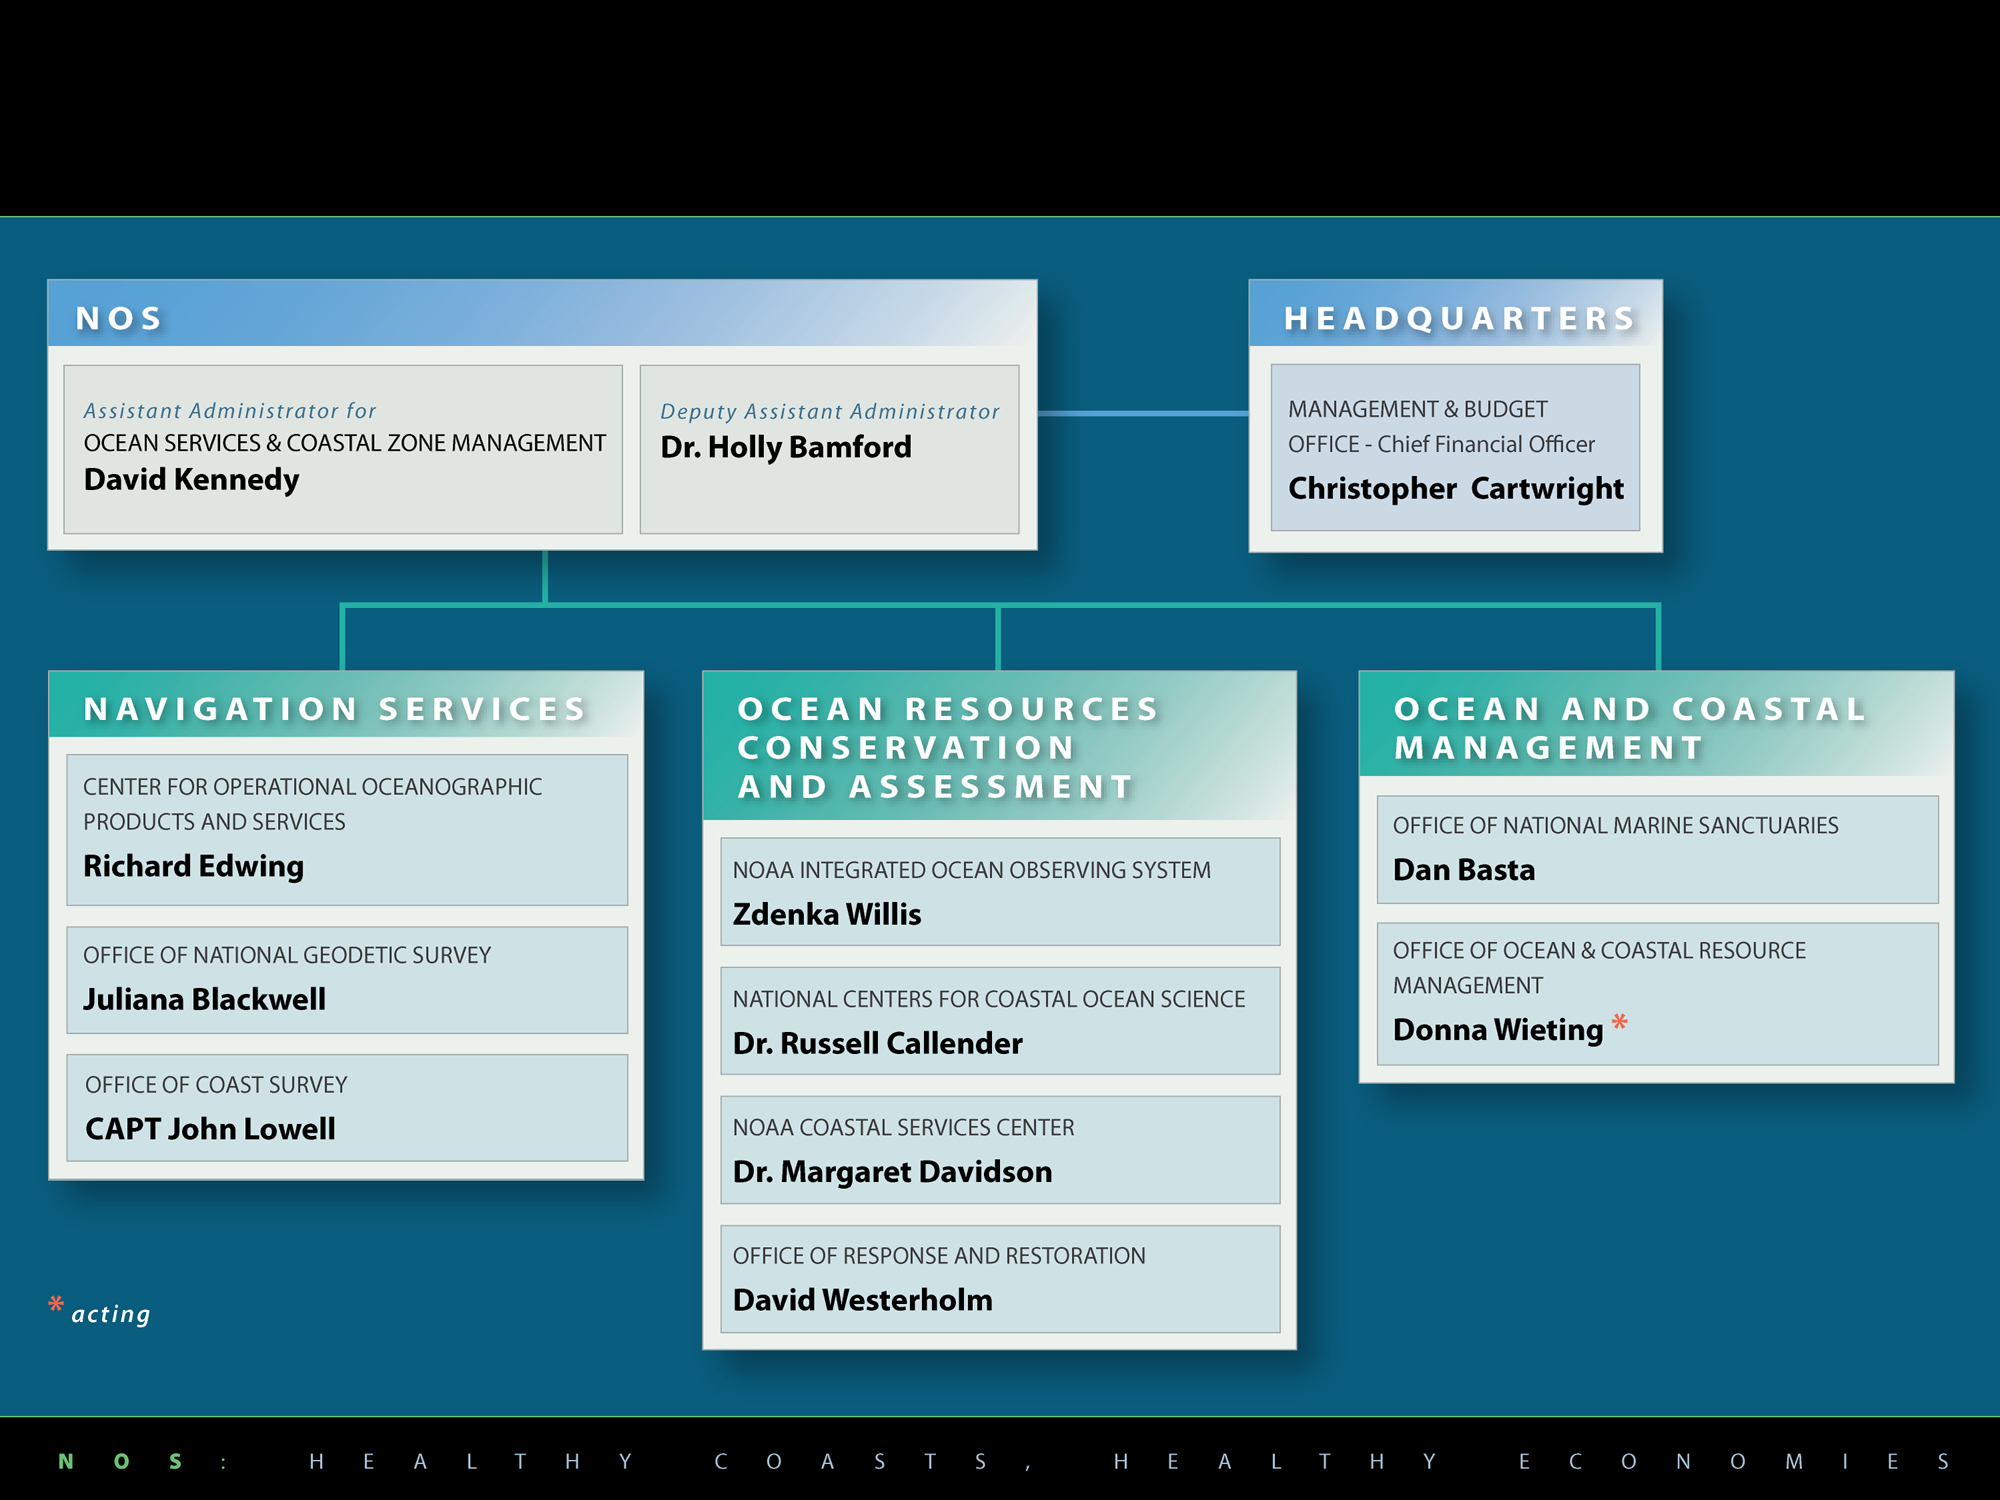 NOS
Assistant Administrator for
OCEAN SERVICES & COASTAL ZONE MANAGEMENT
David Kennedy
Deputy Assistant Administrator
Dr. Holly Bamford
HEADQUARTERS
MANAGEMENT & BUDGET
OFFICE - Chief Financial Officer
Christopher Cartwright
NAVIGATION SERVICES
CENTER FOR OPERATIONAL OCEANOGRAPHIC
PRODUCTS AND SERVICES
Richard Edwing
OFFICE OF NATIONAL GEODETIC SURVEY
Juliana Blackwell
OFFICE OF COAST SURVEY
CAPT John Lowell
OCEAN RESOURCES
CONSERVATION
AND ASSESSMENT
NOAA INTEGRATED OCEAN OBSERVING SYSTEM
Zdenka Willis
NATIONAL CENTERS FOR COASTAL OCEAN SCIENCE
Dr. Russell Callender
NOAA COASTAL SERVICES CENTER
Dr. Margaret Davidson
OFFICE OF RESPONSE AND RESTORATION
David Westerholm
OCEAN AND COASTAL
MANAGEMENT
OFFICE OF NATIONAL MARINE SANCTUARIES
Dan Basta
OFFICE OF OCEAN & COASTAL RESOURCE
MANAGEMENT
Donna Wieting *
* acting
NOS: HEALTHY COASTS, HEALTHY ECONOMIES